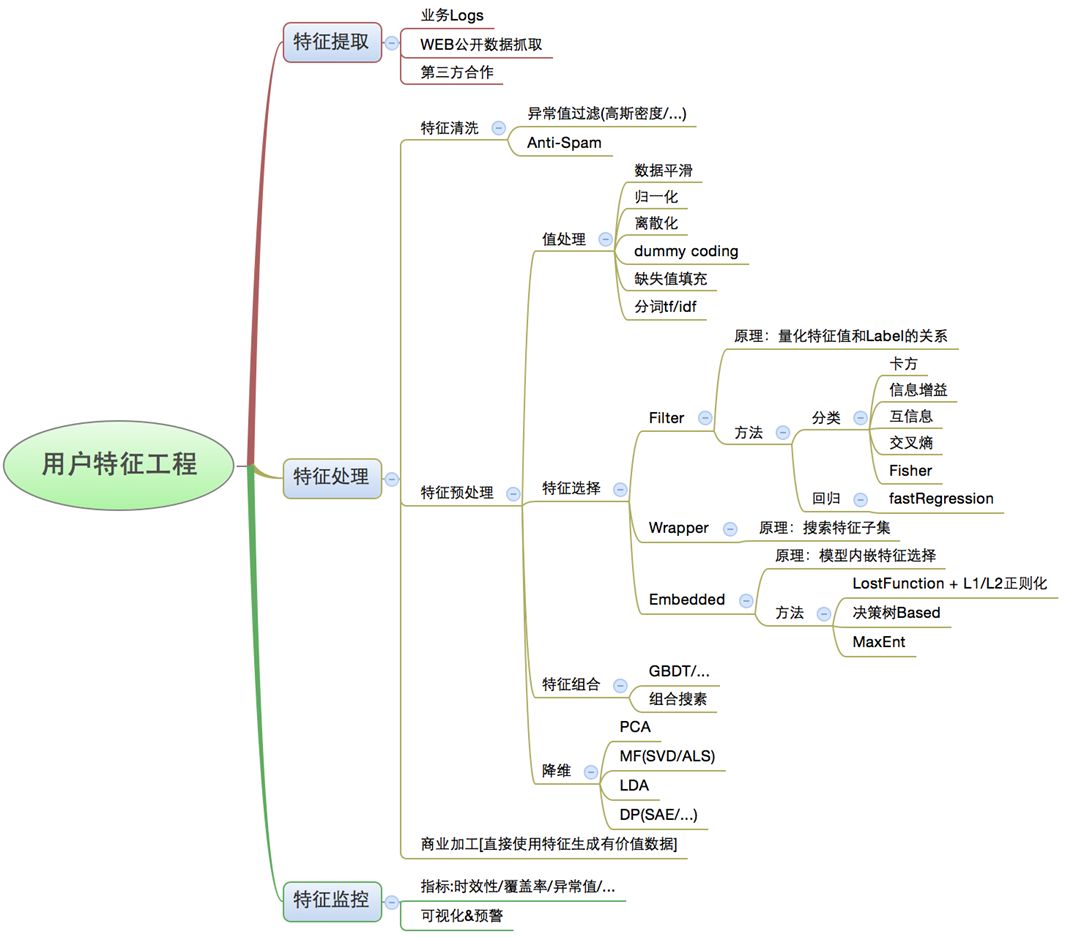 用户特征工程
特征提取
业务Logs
WEB公开数据抓取
第三方合作
特征处理
特征清洗
异常值过滤(高斯密度/...)
Anti-Spam
特征预处理
值处理
数据平滑
归一化
离散化
dummy coding
缺失值填充
分词tf/idf
特征选择
Filter
原理：量化特征值和Label的关系
方法
分类
卡方
信息增益
互信息
交叉熵
Fisher
回归
fastRegression
Wrapper
原理：搜索特征子集
Embedded
原理：模型内嵌特征选择
方法
LostFunction + L1/L2正则化
决策树Based
MaxEnt
特征组合
GBDT/...
组合搜素
降维
PCA
MF(SVD/ALS)
LDA
DP(SAE/...)
商业加工[直接使用特征生成有价值数据]
特征监控
指标:时效性/覆盖率/异常值/...
可视化&预警